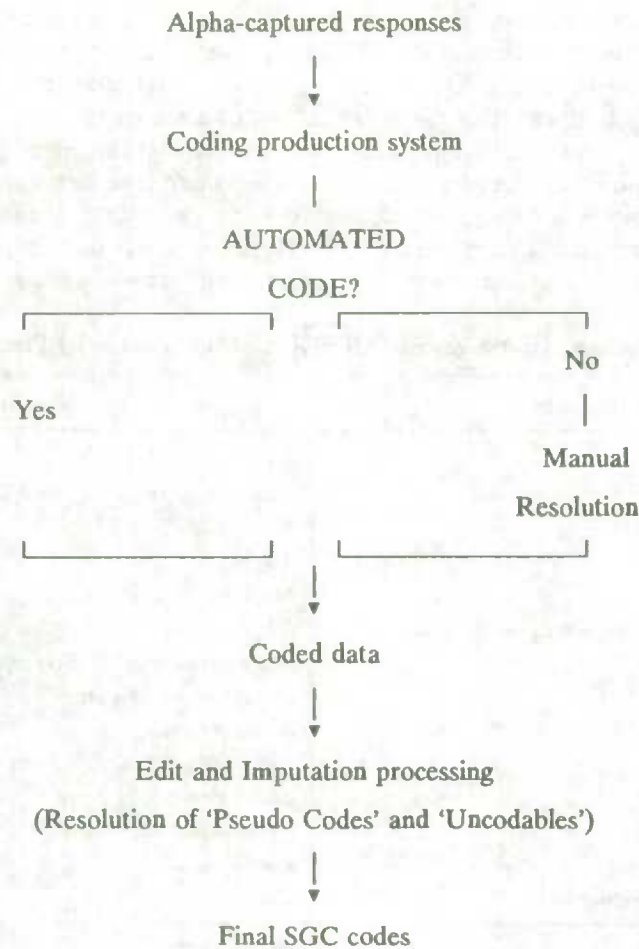 Alpha-captured responses
Coding production system
AUTOMATED
CODE?
No
Yes
Manual
Resolution
Coded data
Edit and Imputation processing
(Resolution of 'Pseudo Codes' and 'Uncodables')
Final SGC codes